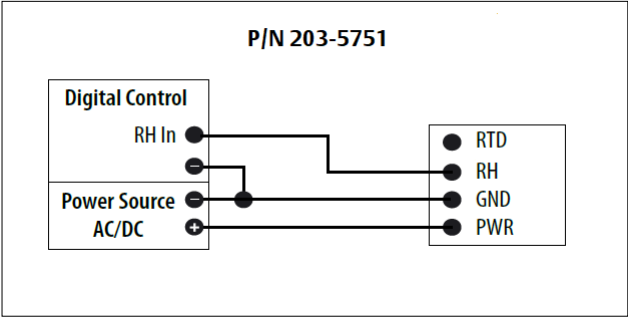 P/N 203-5751
Digital Control
RH In
−
Power Source −
AC/DC +
RTD
RH
GND
PWR